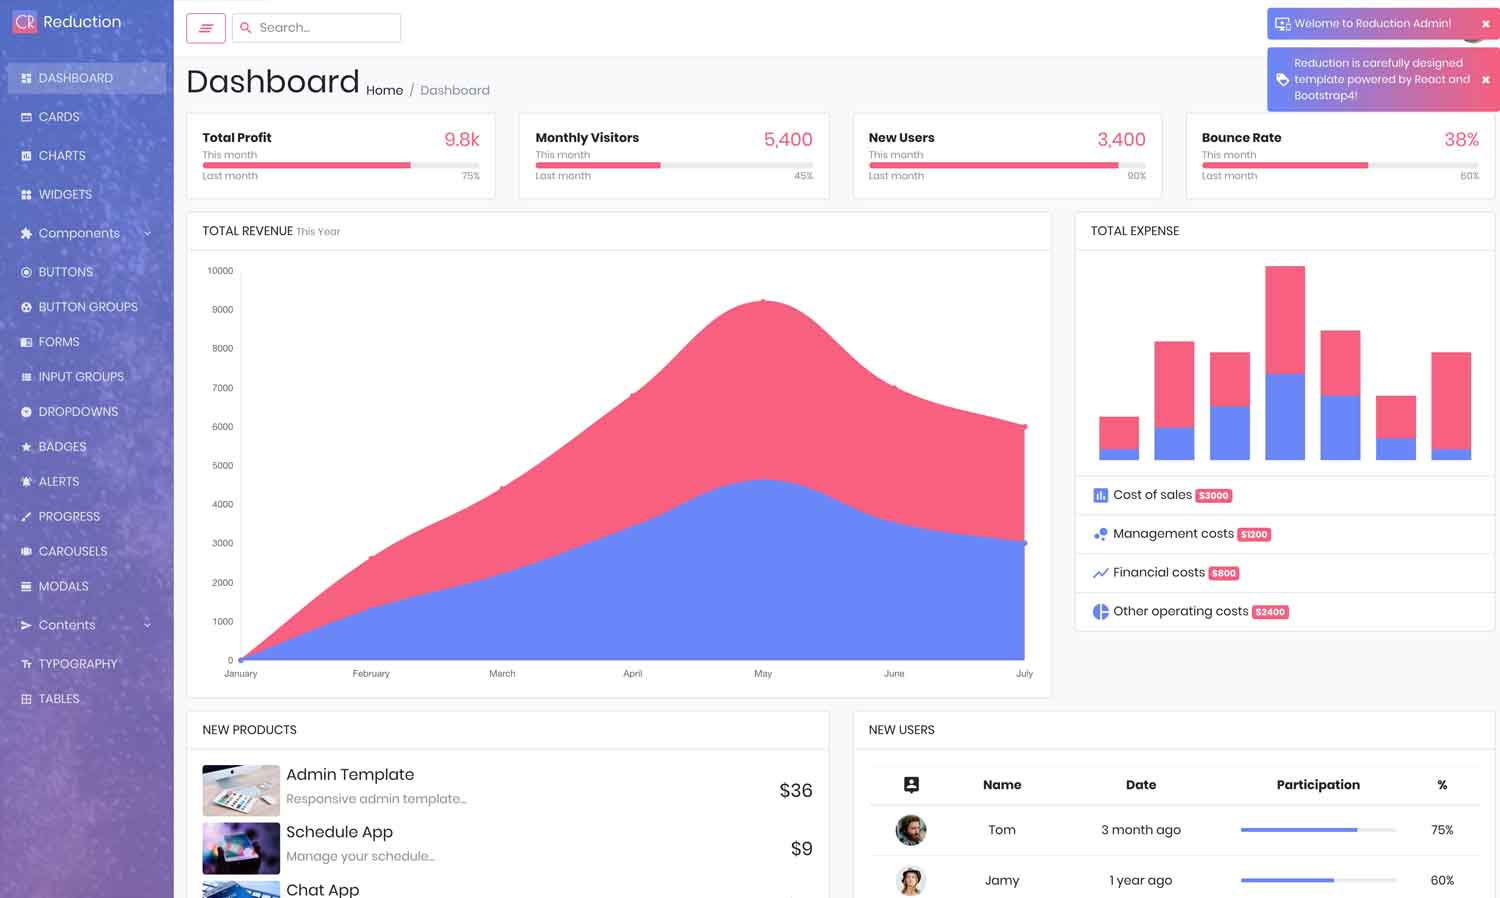 CR Reduction
DASHBOARD
CARDS
CHARTS
WIDGETS
Components
BUTTONS
BUTTON GROUPS
FORMS
INPUT GROUPS
DROPDOWNS
BADGES
ALERTS
PROGRESS
CAROUSELS
MODALS
Contents
TYPOGRAPHY
TABLES
Search...
Welome to Reduction Admin!
Reduction is carefully designed
template powered by React and
Bootstrap4!
Dashboard Home / Dashboard
Total Profit 9.8k
This month
Last month 75%
Monthly Visitors 5,400
This month
Last month 45%
New Users 3,400
This month
Last month 90%
Bounce Rate 38%
This month
Last month 60%
TOTAL REVENUE This Year
10000
9000
8000
7000
6000
5000
4000
3000
2000
1000
0
January February March April May June July
TOTAL EXPENSE
Cost of sales $3000
Management costs $1200
Financial costs $800
Other operating costs $2400
NEW PRODUCTS
Admin Template
Responsive admin template...
$36
Schedule App
Manage your schedule...
$9
Chat App
NEW USERS
Name Date Participation %
Tom 3 month ago 75%
Jamy 1 year ago 60%